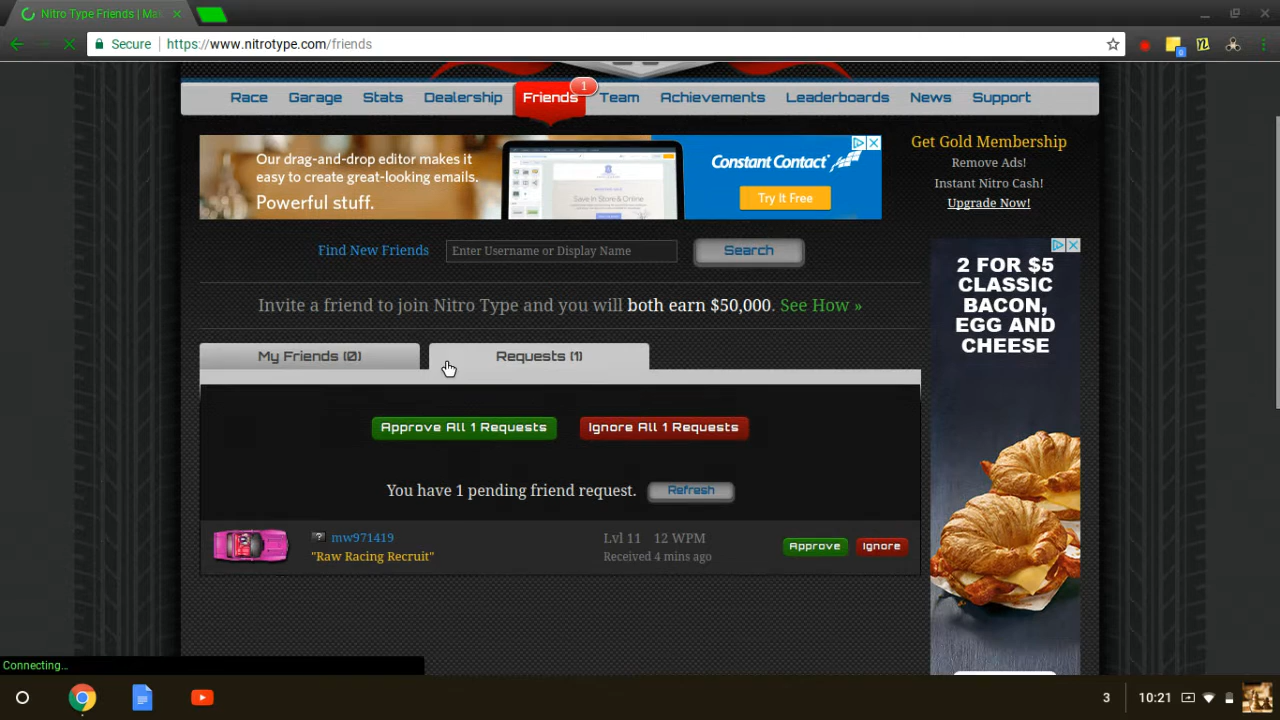 Nitro Type Friends | Ma
Secure https://www.nitrotype.com/friends
Race Garage Stats Dealership Friends 1 Team Achievements Leaderboards News Support
Our drag-and-drop editor makes it
easy to create great-looking emails.
Powerful stuff.
Save in Store & Online
Constant Contact
Try It Free
Get Gold Membership
Remove Ads!
Instant Nitro Cash!
Upgrade Now!
Find New Friends Enter Username or Display Name Search
Invite a friend to join Nitro Type and you will both earn $50,000. See How »
2 FOR $5
CLASSIC
BACON,
EGG AND
CHEESE
My Friends (0) Requests (1)
Approve All 1 Requests Ignore All 1 Requests
You have 1 pending friend request. Refresh
? mw971419 Lvl 11 12 WPM
"Raw Racing Recruit" Received 4 mins ago
Approve Ignore
Connecting...
3 10:21